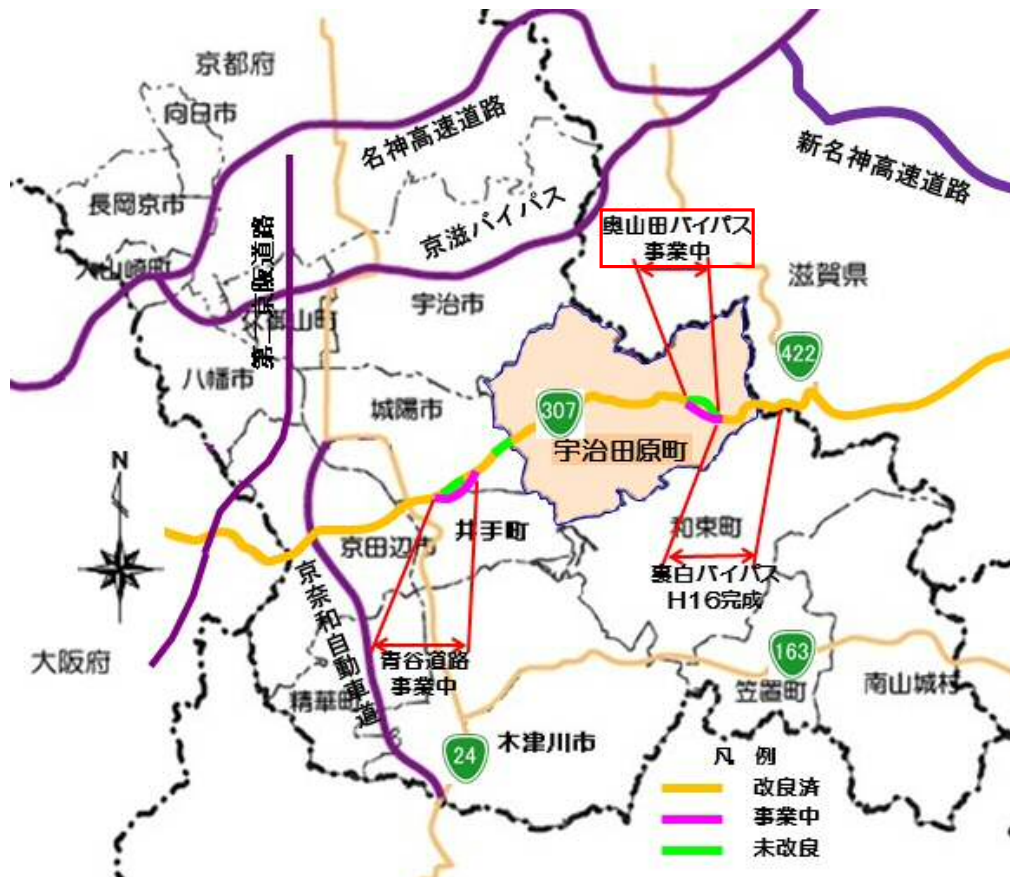 京都府
向日市
名神高速道路
新名神高速道路
長岡京市
京滋バイパス
奥山田バイパス
事業中
滋賀県
大山崎町
宇治市
第二京阪道路
御山町
422
八幡市
城陽市
307
宇治田原町
N
井手町
和束町
京田辺市
裏白バイパス
H16完成
京奈和自動車道
大阪府
青谷道路
事業中
163
精華町
笠置町
南山城村
24
木津川市
凡 例
改良済
事業中
未改良